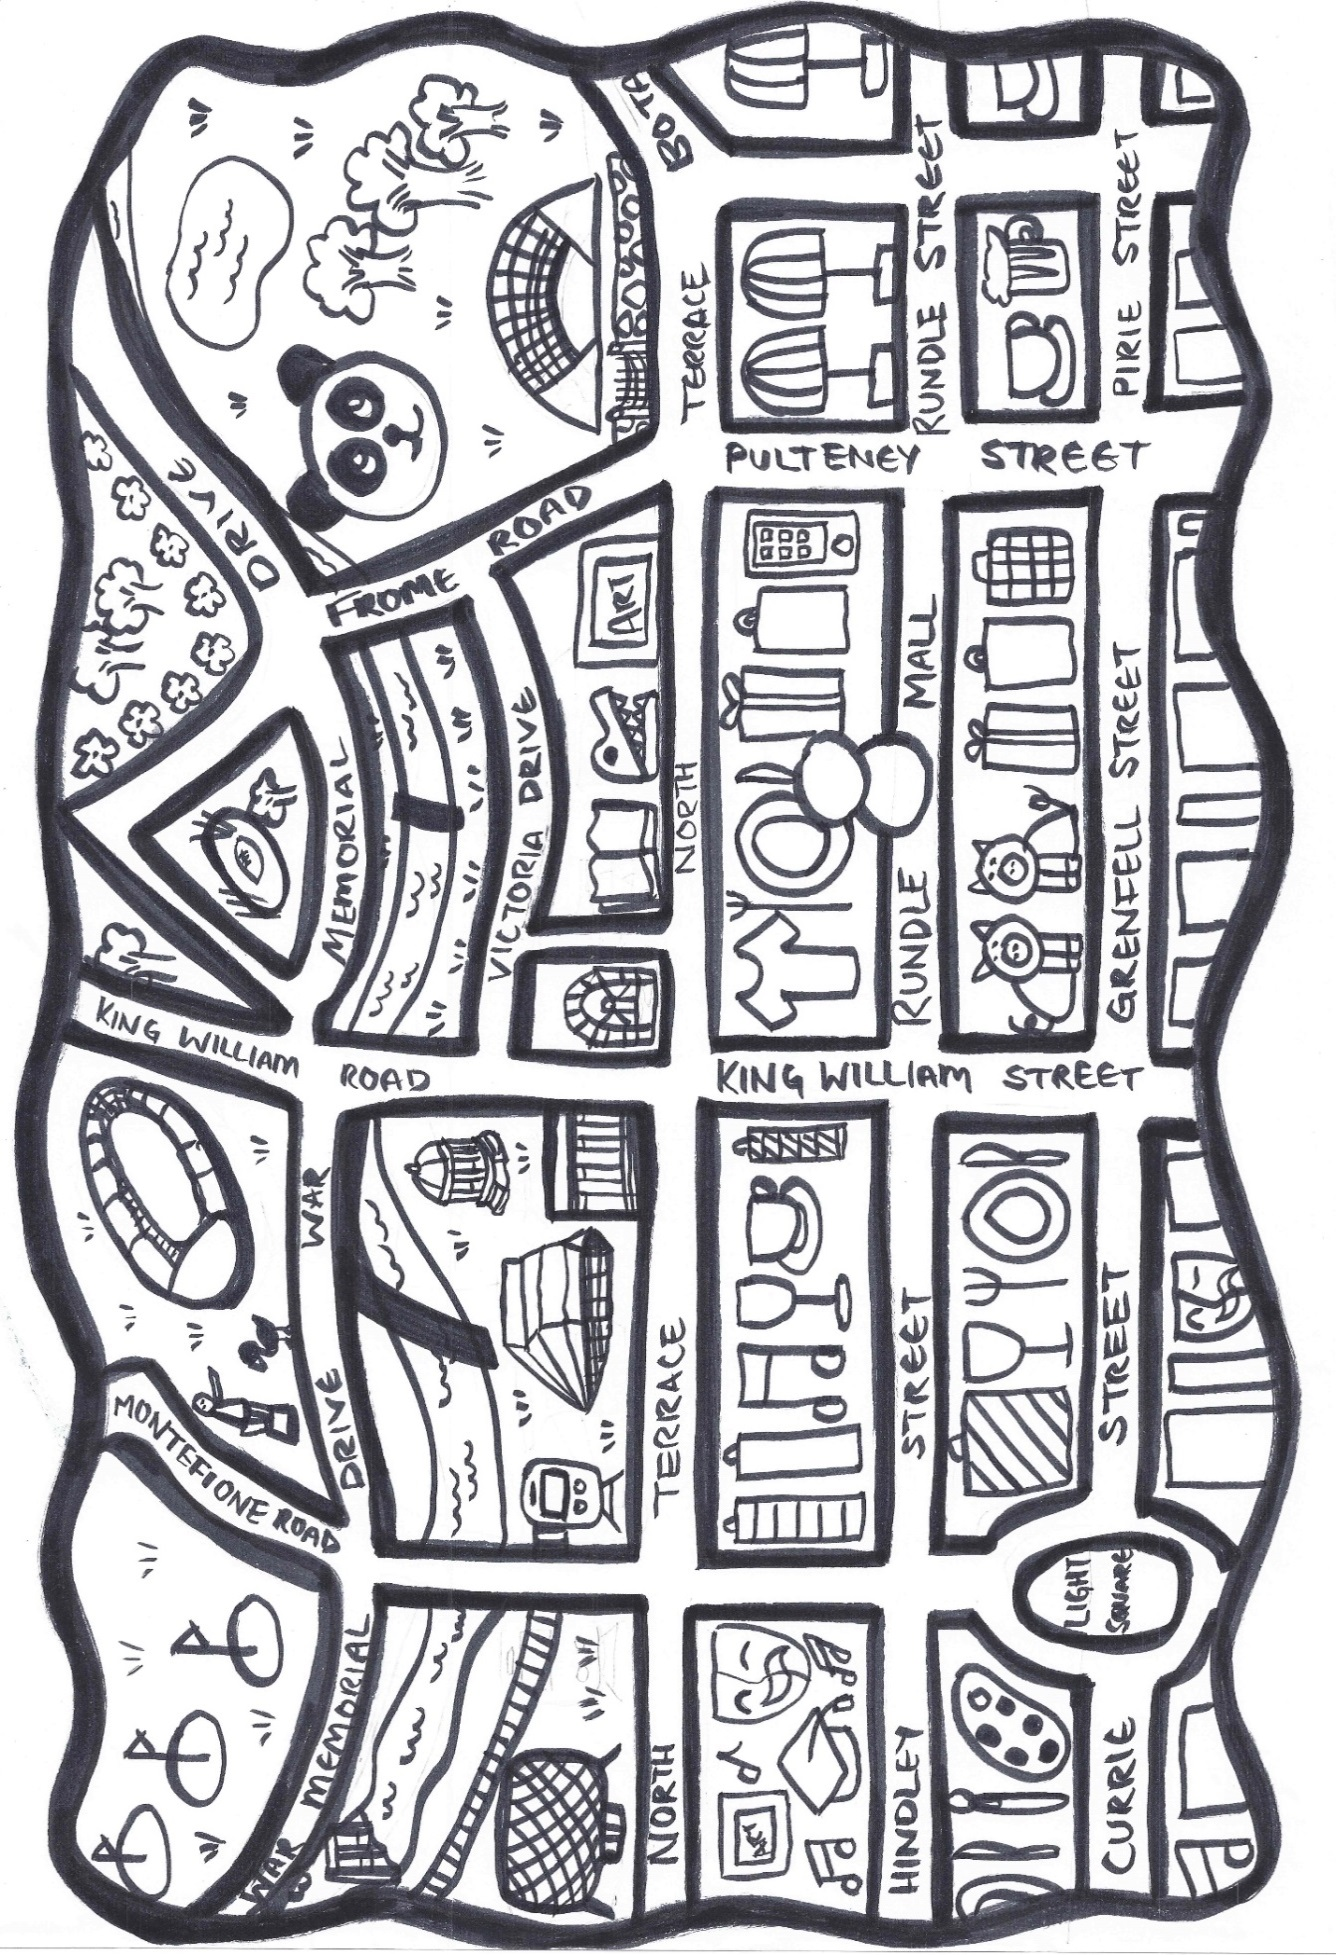 BOTA
TERRACE
RUNDLE STREET
RUNDLE STREET
PIRIE STREET
PULTENEY STREET
DRIVE
FROME ROAD
ART
VICTORIA DRIVE
MEMORIAL
NORTH
RUNDLE MALL
GRENFELL STREET
KING WILLIAM ROAD
KING WILLIAM STREET
WAR
DRIVE
MONTEFIONE ROAD
TERRACE
STREET
STREET
LIGHT
SQUARE
WAR MEMORIAL
NORTH
HINDLEY
CURRIE